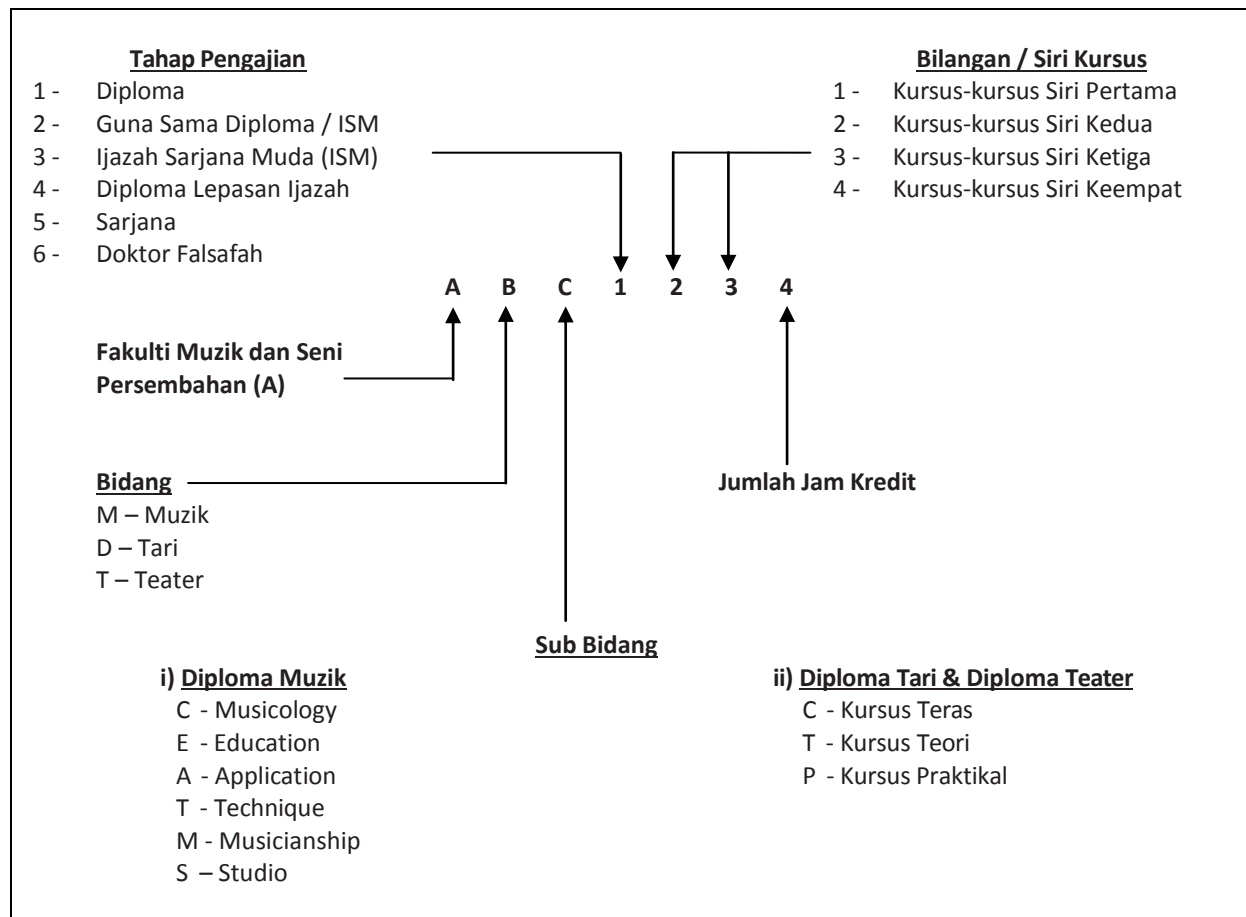 Tahap Pengajian
1 - Diploma
2 - Guna Sama Diploma / ISM
3 - Ijazah Sarjana Muda (ISM)
4 - Diploma Lepasan Ijazah
5 - Sarjana
6 - Doktor Falsafah
Bilangan / Siri Kursus
1 - Kursus-kursus Siri Pertama
2 - Kursus-kursus Siri Kedua
3 - Kursus-kursus Siri Ketiga
4 - Kursus-kursus Siri Keempat
A B C 1 2 3 4
Fakulti Muzik dan Seni
Persembahan (A)
Bidang
M – Muzik
D – Tari
T – Teater
Jumlah Jam Kredit
Sub Bidang
i) Diploma Muzik
C - Musicology
E - Education
A - Application
T - Technique
M - Musicianship
S – Studio
ii) Diploma Tari & Diploma Teater
C - Kursus Teras
T - Kursus Teori
P - Kursus Praktikal